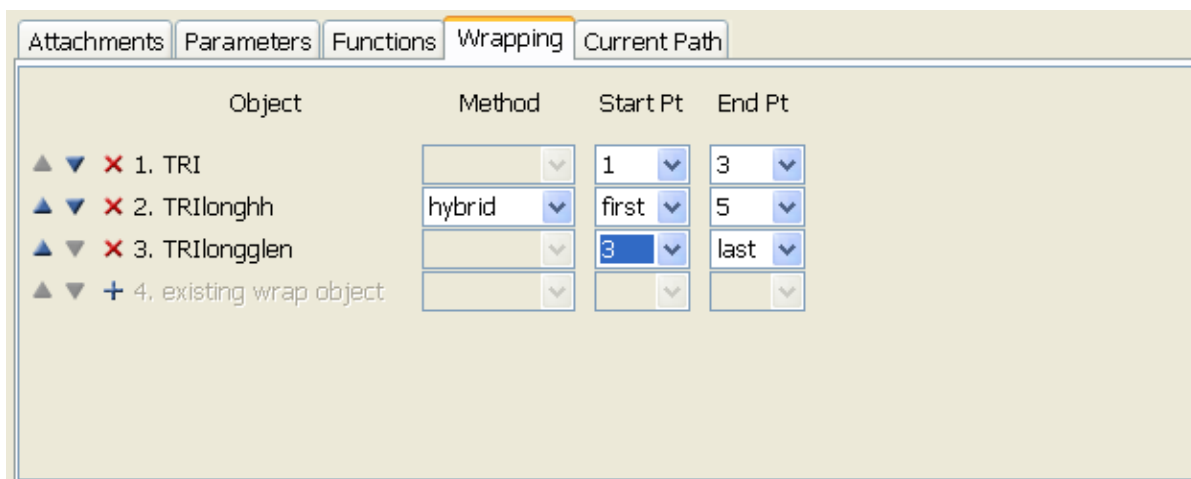 Attachments Parameters Functions Wrapping Current Path
Object Method Start Pt End Pt
1. TRI 1 3
2. TRIlonghh hybrid first 5
3. TRIlongglen 3 last
4. existing wrap object